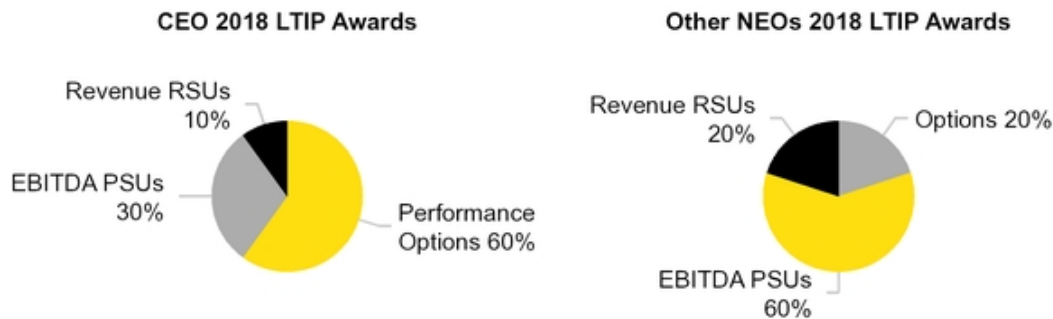 CEO 2018 LTIP Awards
Revenue RSUs
10%
EBITDA PSUs
30%
Performance
Options 60%
Other NEOs 2018 LTIP Awards
Revenue RSUs
20%
Options 20%
EBITDA PSUs
60%